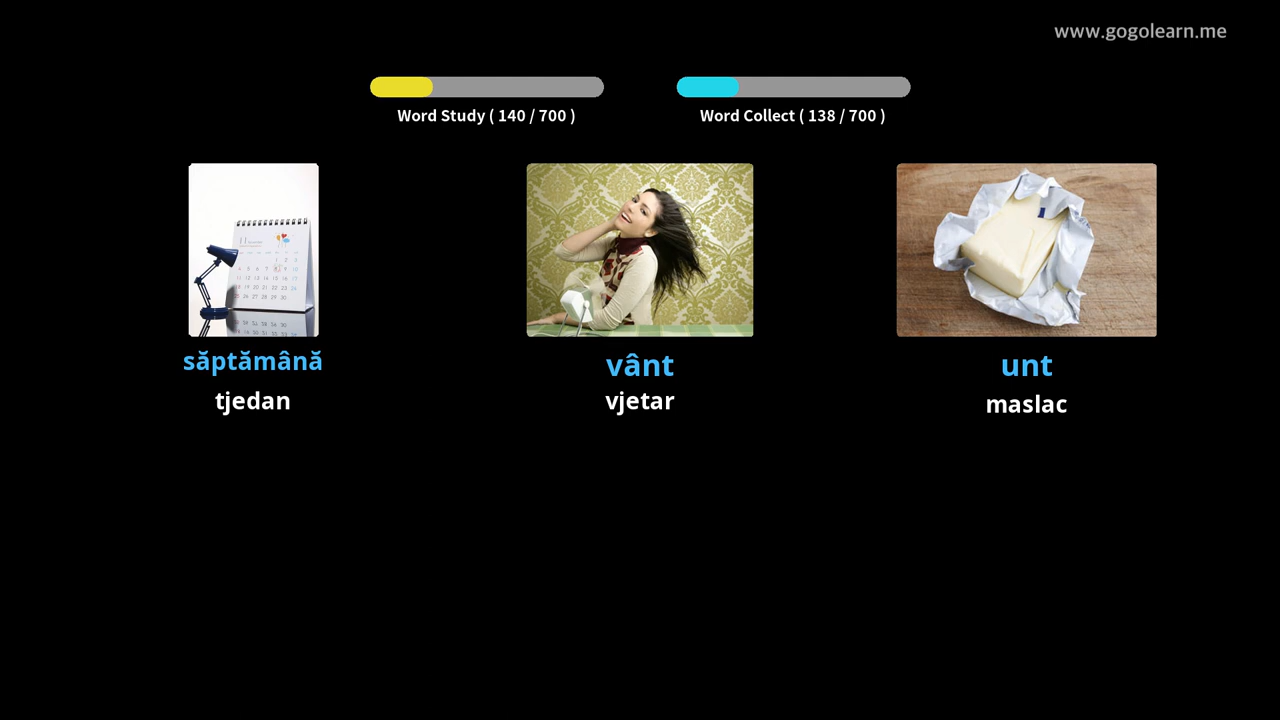 www.gogolearn.me
Word Study ( 140 / 700 )
Word Collect ( 138 / 700 )
săptămână
vânt
unt
tjedan
vjetar
maslac